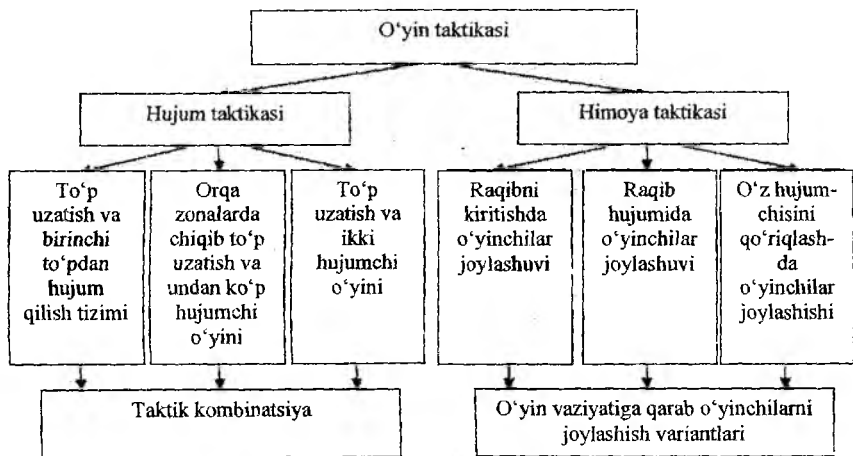 O‘yin taktikasi
Hujum taktikasi
Himoya taktikasi
To‘p
uzatish va
birinchi
to‘pdan
hujum
qilish tizimi
Orqa
zonalarda
chiqib to‘p
uzatish va
undan ko‘p
hujumchi
o‘yini
To‘p
uzatish va
ikki
hujumchi
o‘yini
Raqibni
kiritishda
o‘yinchilar
joylashuvi
Raqib
hujumida
o‘yinchilar
joylashuvi
O‘z hujum-
chisini
qo‘riqlash-
da
o‘yinchilar
joylashishi
Taktik kombinatsiya
O‘yin vaziyatiga qarab o‘yinchilarni
joylashish variantlari